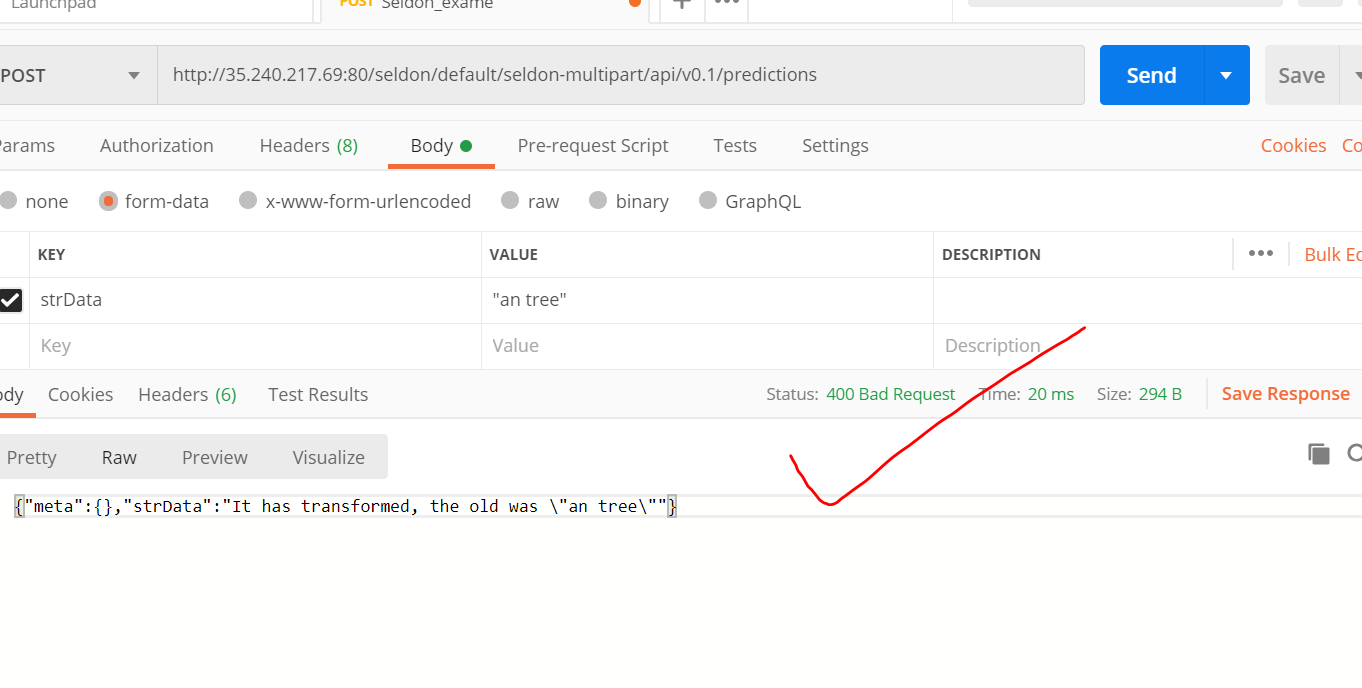 Launchpad
POST Seldon_exame
POST http://35.240.217.69:80/seldon/default/seldon-multipart/api/v0.1/predictions Send Save
Params Authorization Headers (8) Body Pre-request Script Tests Settings Cookies Co
none form-data x-www-form-urlencoded raw binary GraphQL
KEY VALUE DESCRIPTION ••• Bulk Ed
strData "an tree"
Key Value Description
ody Cookies Headers (6) Test Results Status: 400 Bad Request Time: 20 ms Size: 294 B Save Response
Pretty Raw Preview Visualize
{"meta":{},"strData":"It has transformed, the old was \"an tree\""}